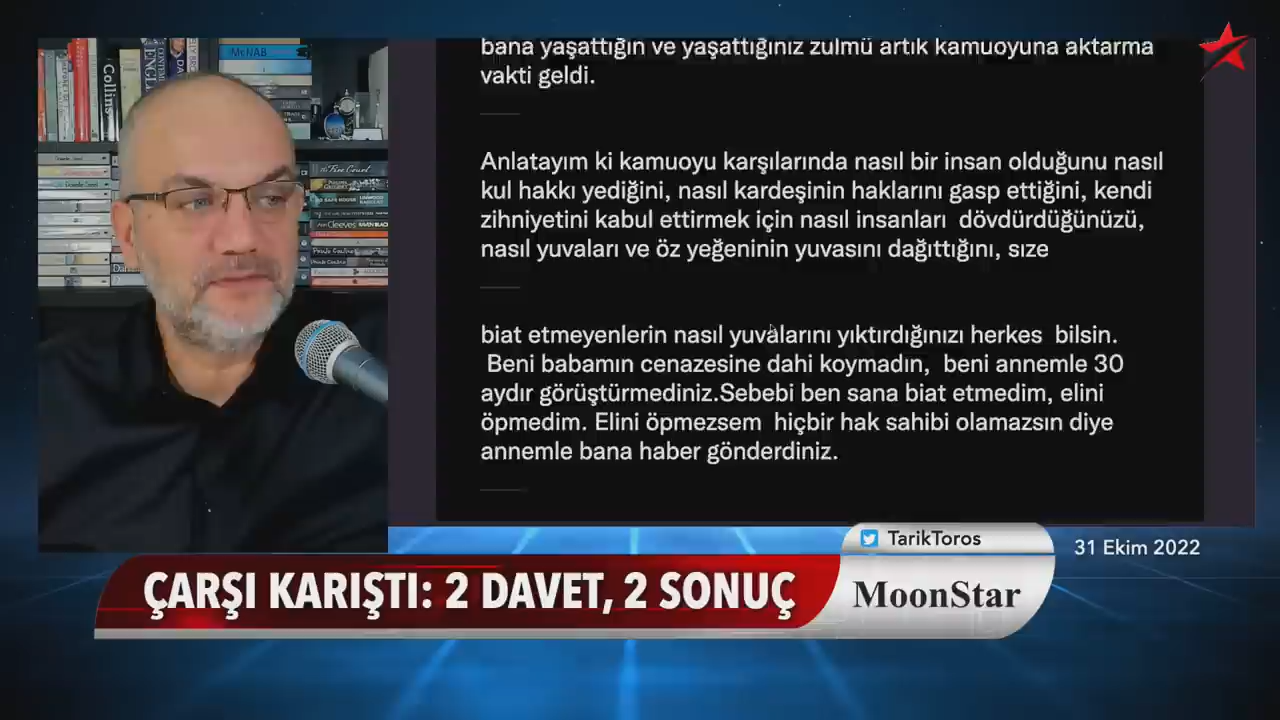 bana yaşattığın ve yaşattığınız zulmü artık kamuoyuna aktarma
vakti geldi.
Anlatayım ki kamuoyu karşılarında nasıl bir insan olduğunu nasıl
kul hakkı yediğini, nasıl kardeşinin haklarını gasp ettiğini, kendi
zihniyetini kabul ettirmek için nasıl insanları dövdürdüğünüzü,
nasıl yuvaları ve öz yeğeninin yuvasını dağıttığını, sıze
biat etmeyenlerin nasıl yuvalarını yıktırdığınızı herkes bilsin.
Beni babamın cenazesine dahi koymadın, beni annemle 30
aydır görüştürmediniz.Sebebi ben sana biat etmedim, elini
öpmedim. Elini öpmezsem hiçbir hak sahibi olamazsın diye
annemle bana haber gönderdiniz.
TarikToros
31 Ekim 2022
ÇARŞI KARIŞTI: 2 DAVET, 2 SONUÇ
MoonStar
McNAB
Collins